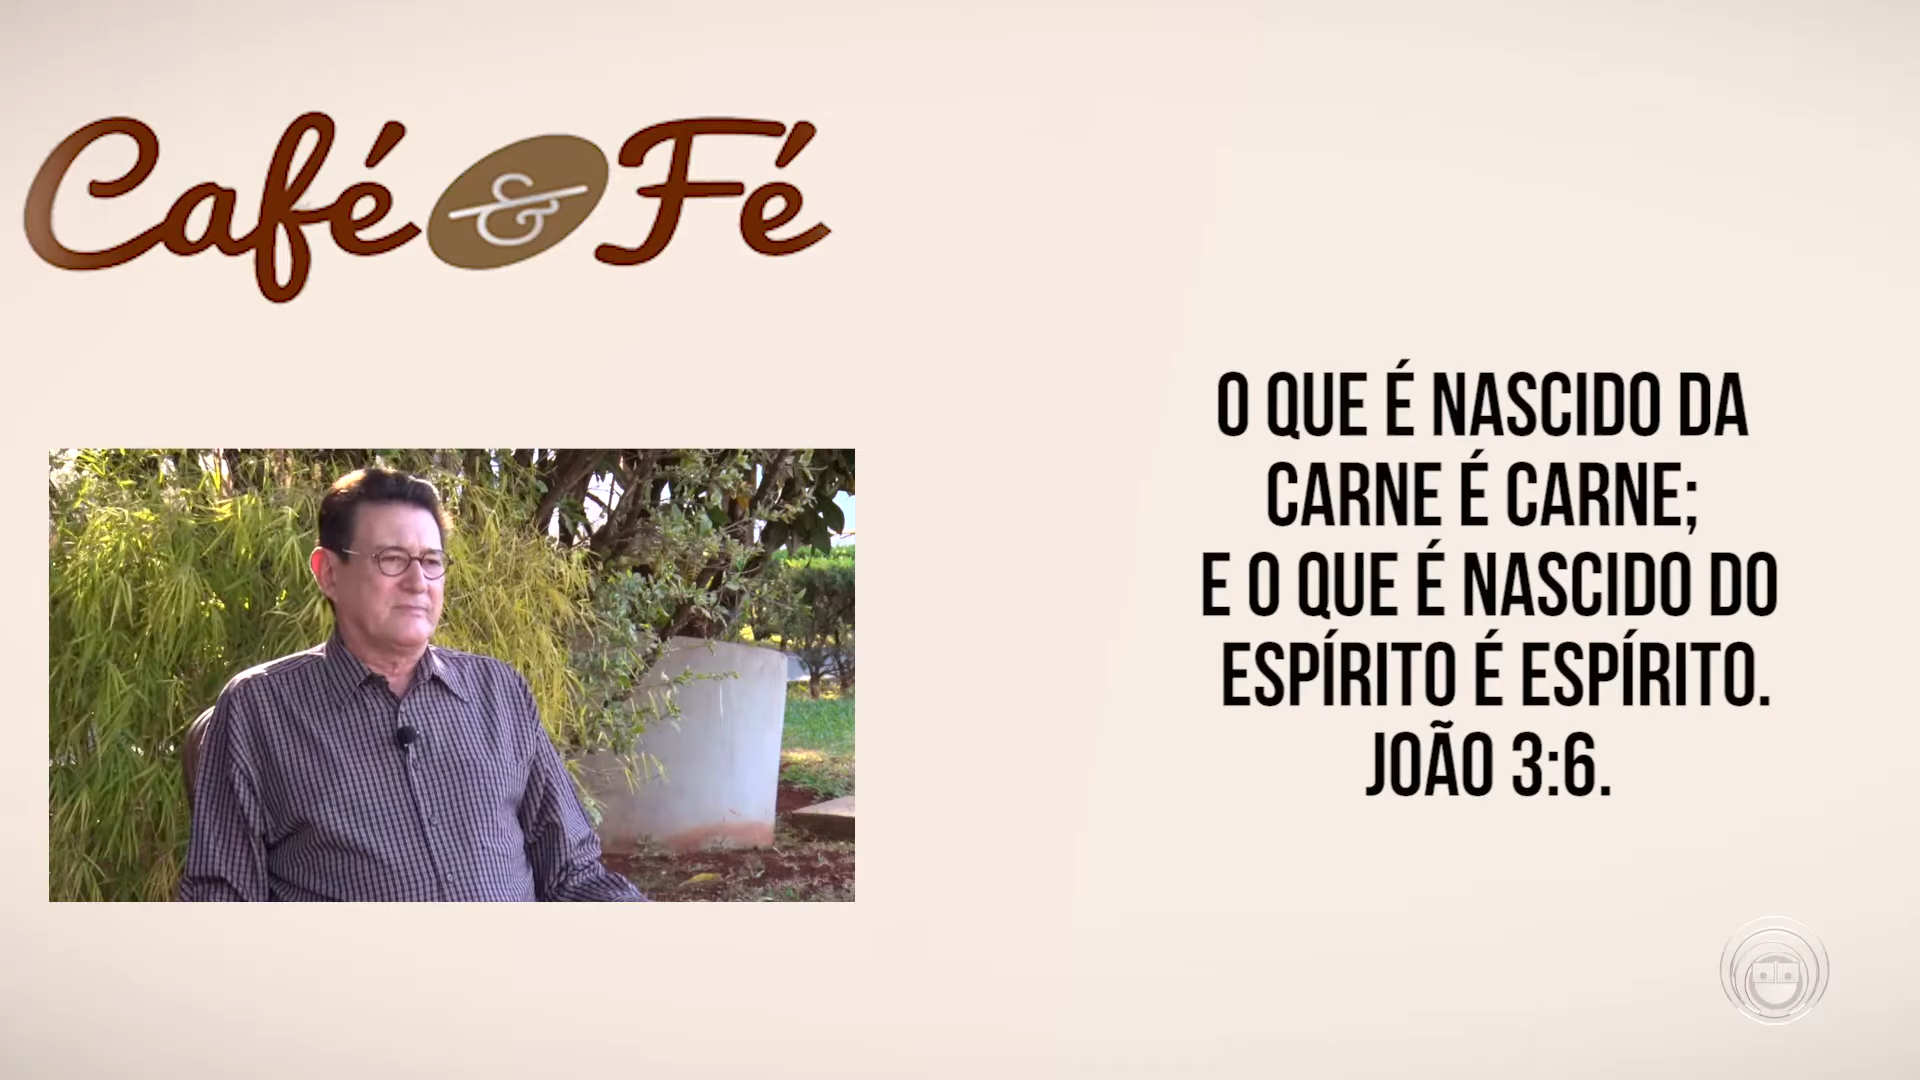 Café & Fé
O QUE É NASCIDO DA
CARNE É CARNE;
E O QUE É NASCIDO DO
ESPÍRITO É ESPÍRITO.
JOÃO 3:6.